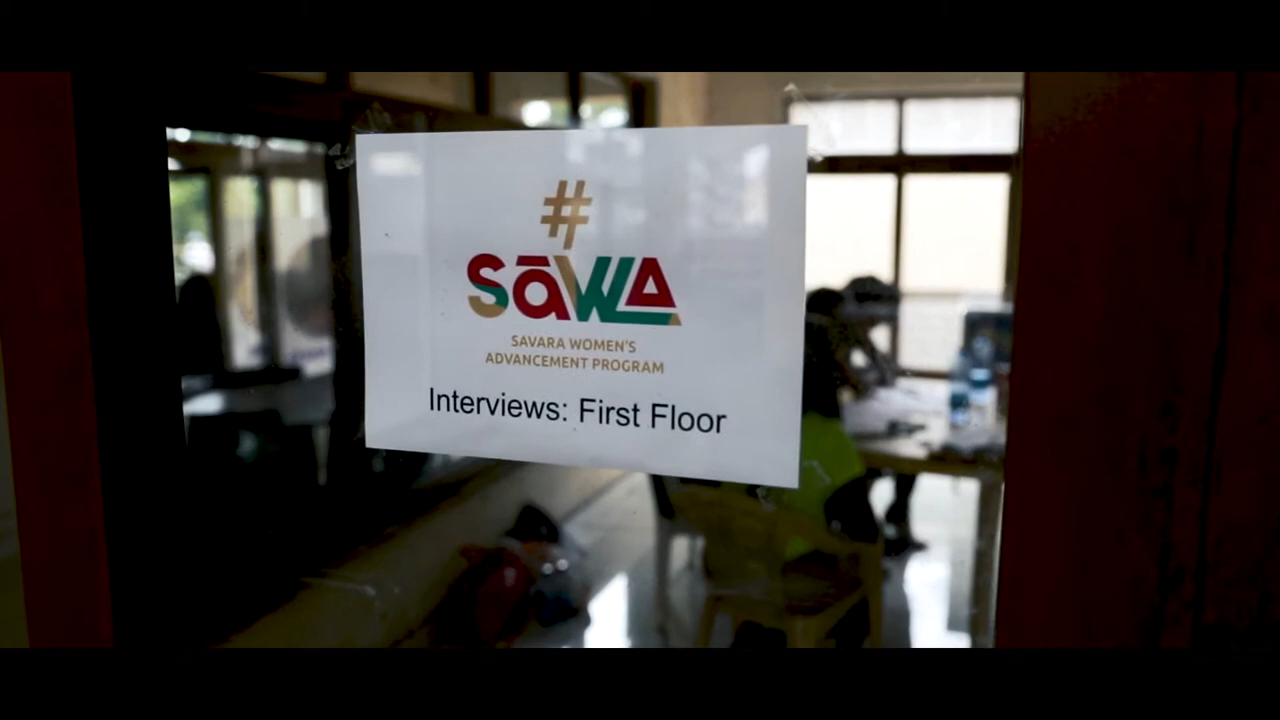 #
SāWA
SAVARA WOMEN'S
ADVANCEMENT PROGRAM
Interviews: First Floor